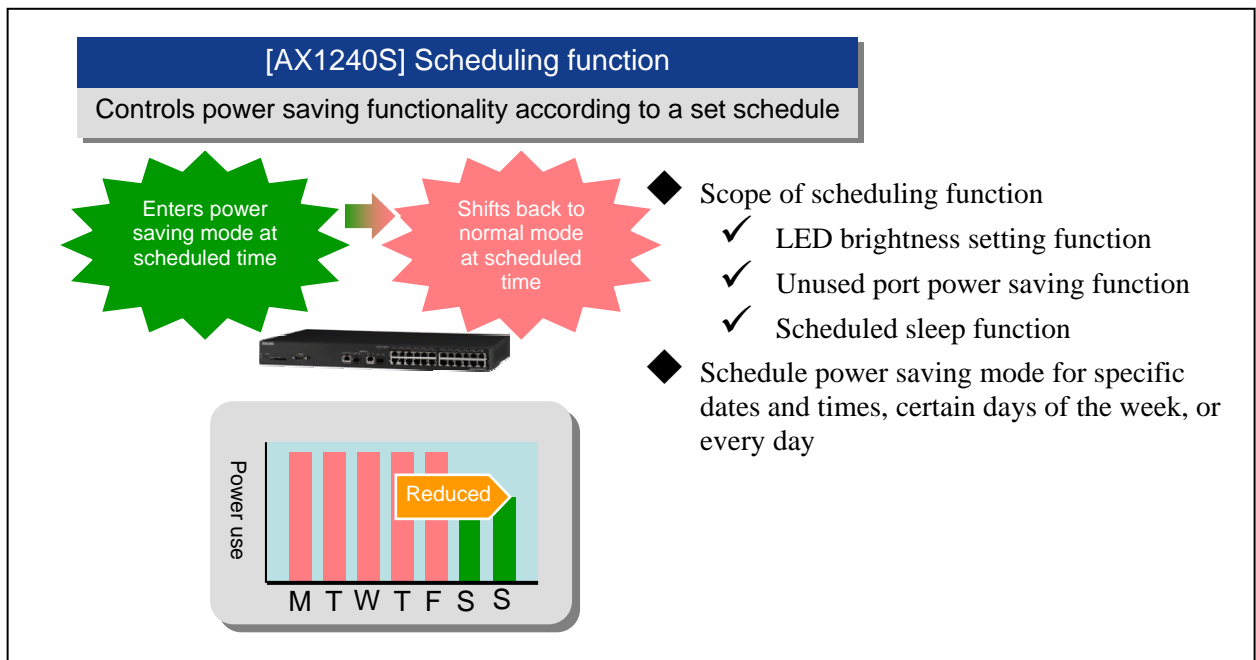 [AX1240S] Scheduling function
Controls power saving functionality according to a set schedule
Enters power
saving mode at
scheduled time
Shifts back to
normal mode
at scheduled
time
◆ Scope of scheduling function
✓ LED brightness setting function
✓ Unused port power saving function
✓ Scheduled sleep function
◆ Schedule power saving mode for specific
dates and times, certain days of the week, or
every day
Power use
Reduced
M T W T F S S